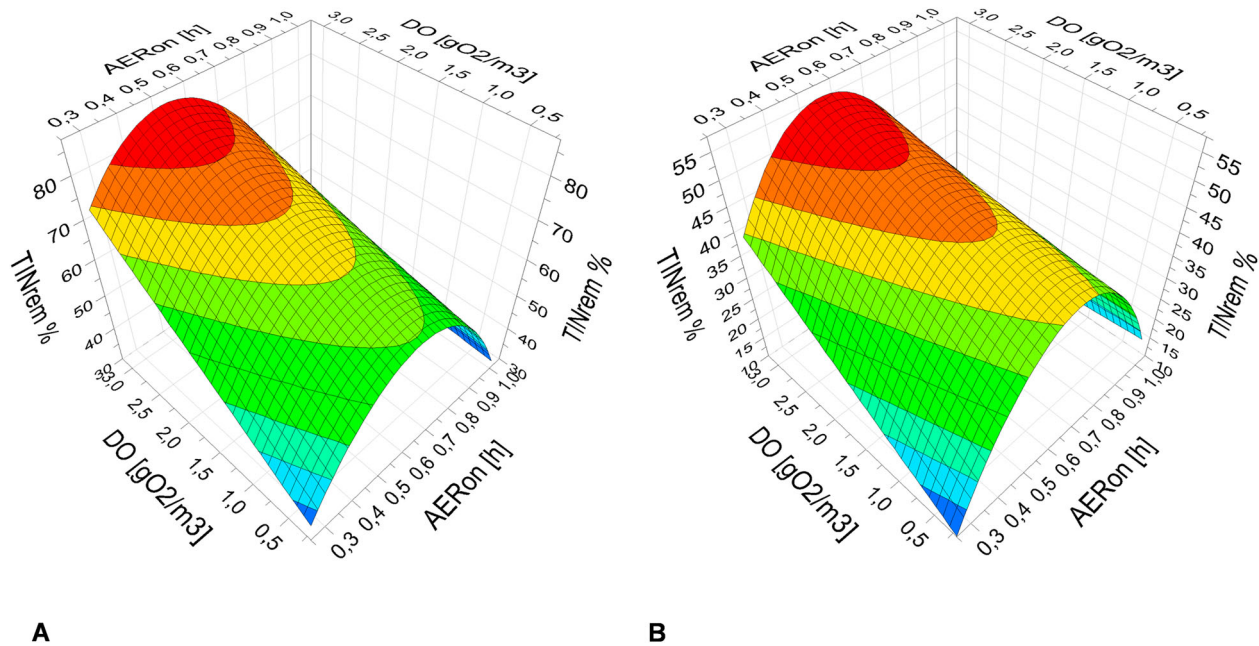 AERon [h]
0,3 0,4 0,5 0,6 0,7 0,8 0,9 1,0
DO [gO2/m3]
3,0 2,5 2,0 1,5 1,0 0,5
TINrem %
80 70 60 50 40
TINrem %
80 70 60 50 40
DO [gO2/m3]
3,0 2,5 2,0 1,5 1,0 0,5
AERon [h]
0,3 0,4 0,5 0,6 0,7 0,8 0,9 1,0
A
AERon [h]
0,3 0,4 0,5 0,6 0,7 0,8 0,9 1,0
DO [gO2/m3]
3,0 2,5 2,0 1,5 1,0 0,5
TINrem %
55 50 45 40 35 30 25 20 15
TINrem %
55 50 45 40 35 30 25 20 15
DO [gO2/m3]
3,0 2,5 2,0 1,5 1,0 0,5
AERon [h]
0,3 0,4 0,5 0,6 0,7 0,8 0,9 1,0
B